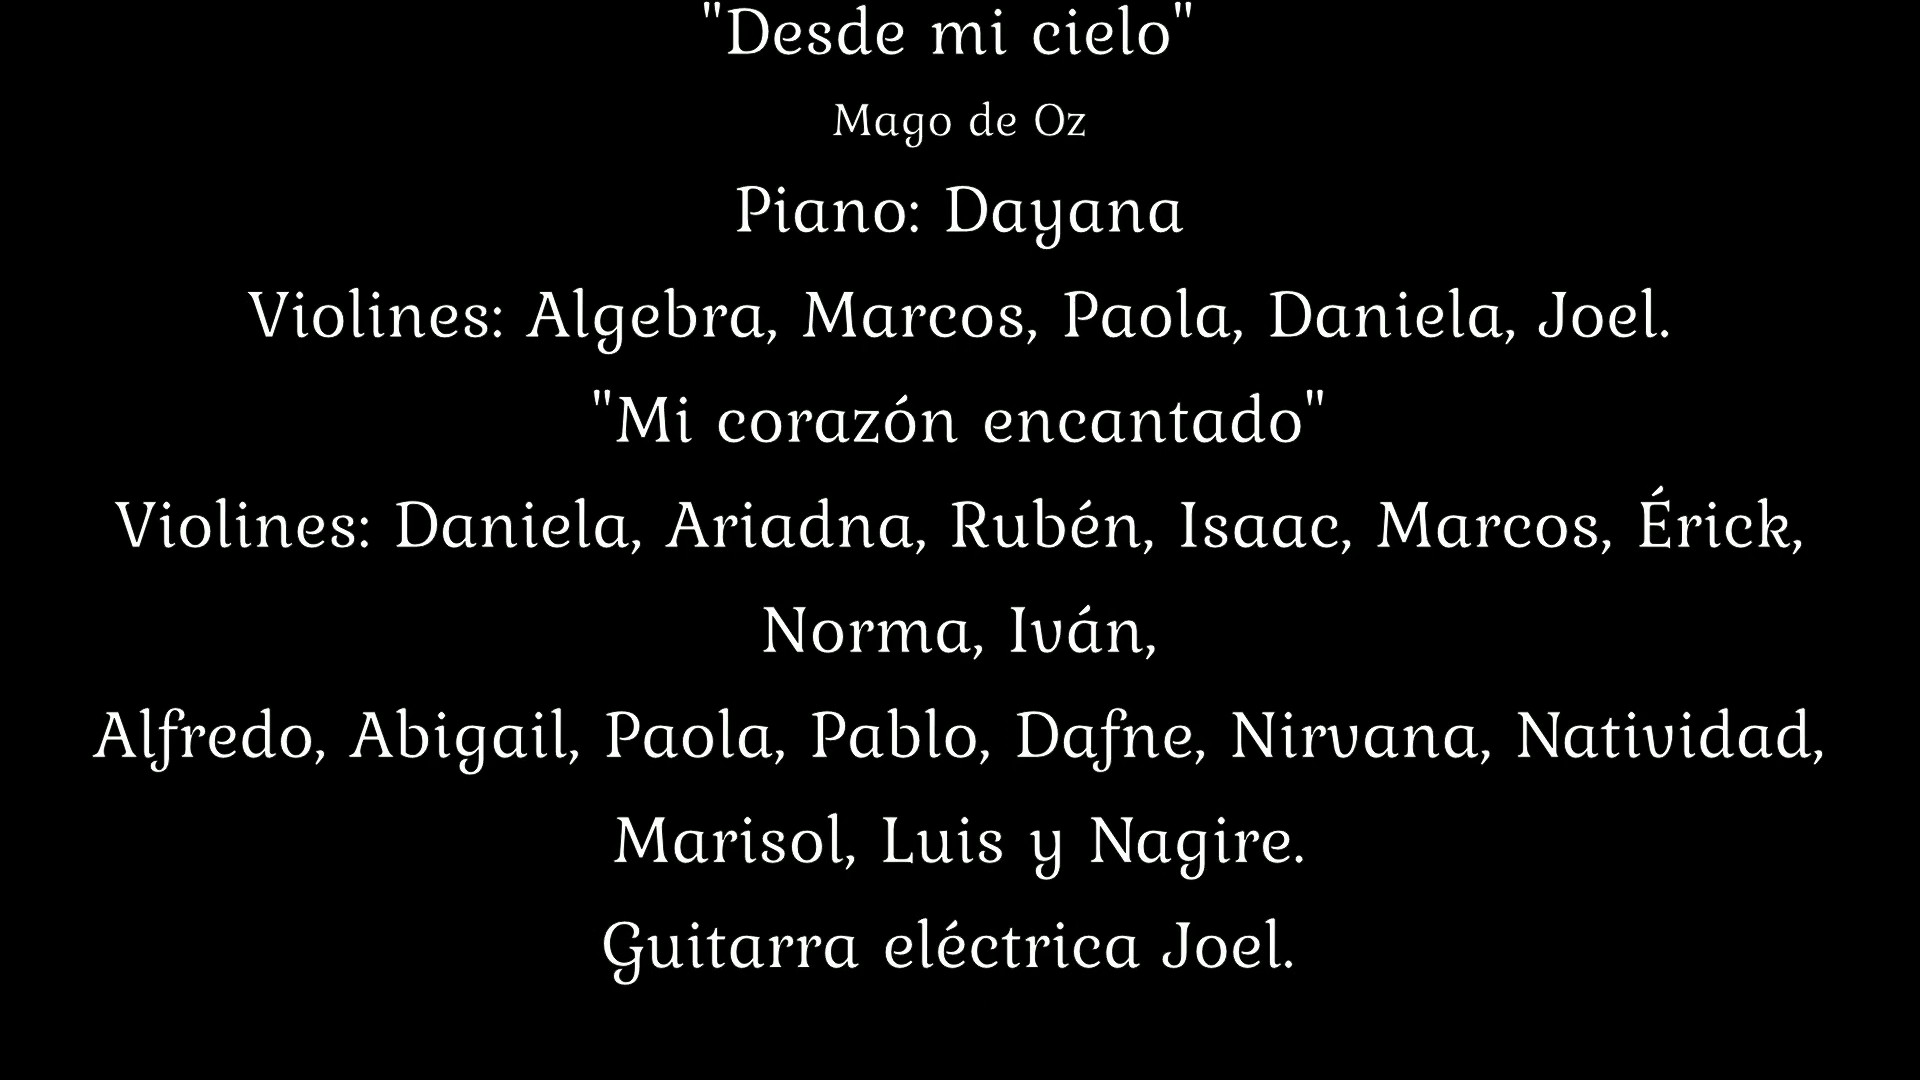 "Desde mi cielo"
Mago de Oz
Piano: Dayana
Violines: Algebra, Marcos, Paola, Daniela, Joel.
"Mi corazón encantado"
Violines: Daniela, Ariadna, Rubén, Isaac, Marcos, Érick,
Norma, Iván,
Alfredo, Abigail, Paola, Pablo, Dafne, Nirvana, Natividad,
Marisol, Luis y Nagire.
Guitarra eléctrica Joel.